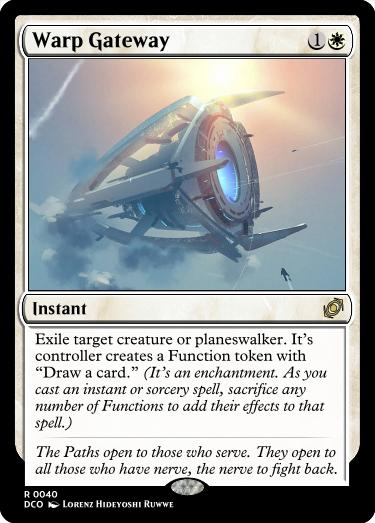 Warp Gateway 1
Instant
Exile target creature or planeswalker. It's
controller creates a Function token with
“Draw a card.” (It's an enchantment. As you
cast an instant or sorcery spell, sacrifice any
number of Functions to add their effects to that
spell.)
The Paths open to those who serve. They open to
all those who have nerve, the nerve to fight back.
R 0040
DCO Lorenz Hideyoshi Ruwwe